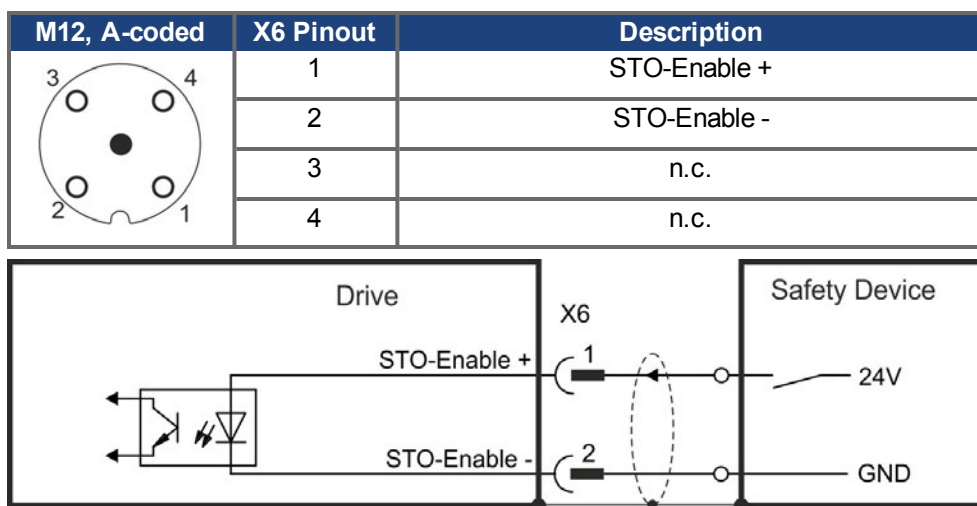 M12, A-coded X6 Pinout Description
3 4
2 1
1 STO-Enable +
2 STO-Enable -
3 n.c.
4 n.c.
Drive
X6
Safety Device
STO-Enable + 1
24V
STO-Enable - 2
GND